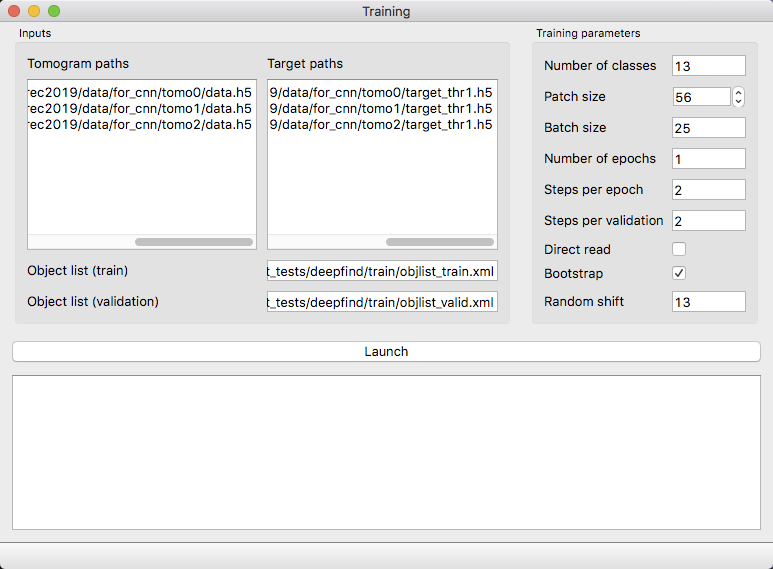 Training
Inputs
Tomogram paths
rec2019/data/for_cnn/tomo0/data.h5
rec2019/data/for_cnn/tomo1/data.h5
rec2019/data/for_cnn/tomo2/data.h5
Target paths
9/data/for_cnn/tomo0/target_thr1.h5
9/data/for_cnn/tomo1/target_thr1.h5
9/data/for_cnn/tomo2/target_thr1.h5
Object list (train) t_tests/deepfind/train/objlist_train.xml
Object list (validation) t_tests/deepfind/train/objlist_valid.xml
Training parameters
Number of classes 13
Patch size 56
Batch size 25
Number of epochs 1
Steps per epoch 2
Steps per validation 2
Direct read
Bootstrap
Random shift 13
Launch